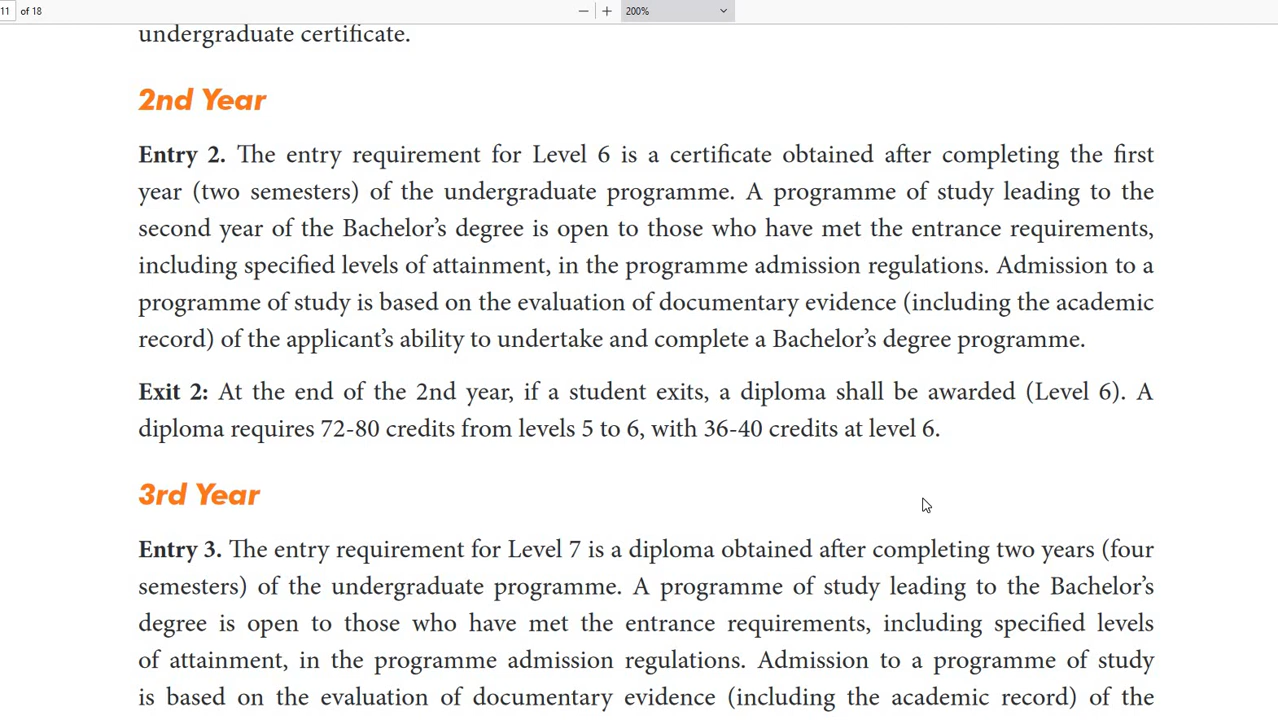 11 of 18 200%
undergraduate certificate.
2nd Year
Entry 2. The entry requirement for Level 6 is a certificate obtained after completing the first
year (two semesters) of the undergraduate programme. A programme of study leading to the
second year of the Bachelor’s degree is open to those who have met the entrance requirements,
including specified levels of attainment, in the programme admission regulations. Admission to a
programme of study is based on the evaluation of documentary evidence (including the academic
record) of the applicant’s ability to undertake and complete a Bachelor’s degree programme.
Exit 2: At the end of the 2nd year, if a student exits, a diploma shall be awarded (Level 6). A
diploma requires 72-80 credits from levels 5 to 6, with 36-40 credits at level 6.
3rd Year
Entry 3. The entry requirement for Level 7 is a diploma obtained after completing two years (four
semesters) of the undergraduate programme. A programme of study leading to the Bachelor’s
degree is open to those who have met the entrance requirements, including specified levels
of attainment, in the programme admission regulations. Admission to a programme of study
is based on the evaluation of documentary evidence (including the academic record) of the